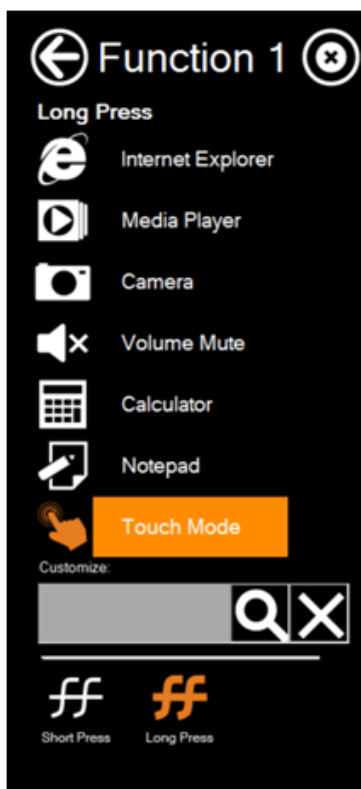 Function 1
Long Press
Internet Explorer
Media Player
Camera
Volume Mute
Calculator
Notepad
Touch Mode
Customize:
Short Press
Long Press